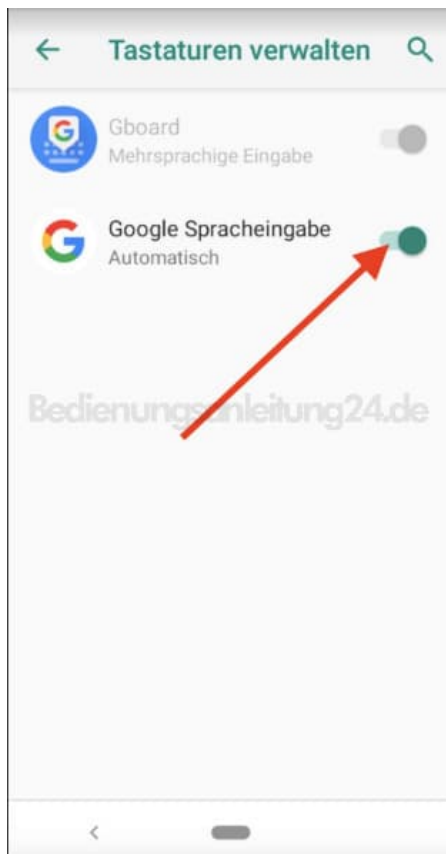 Tastaturen verwalten
Gboard
Mehrsprachige Eingabe
Google Spracheingabe
Automatisch
Bedienungsanleitung24.de